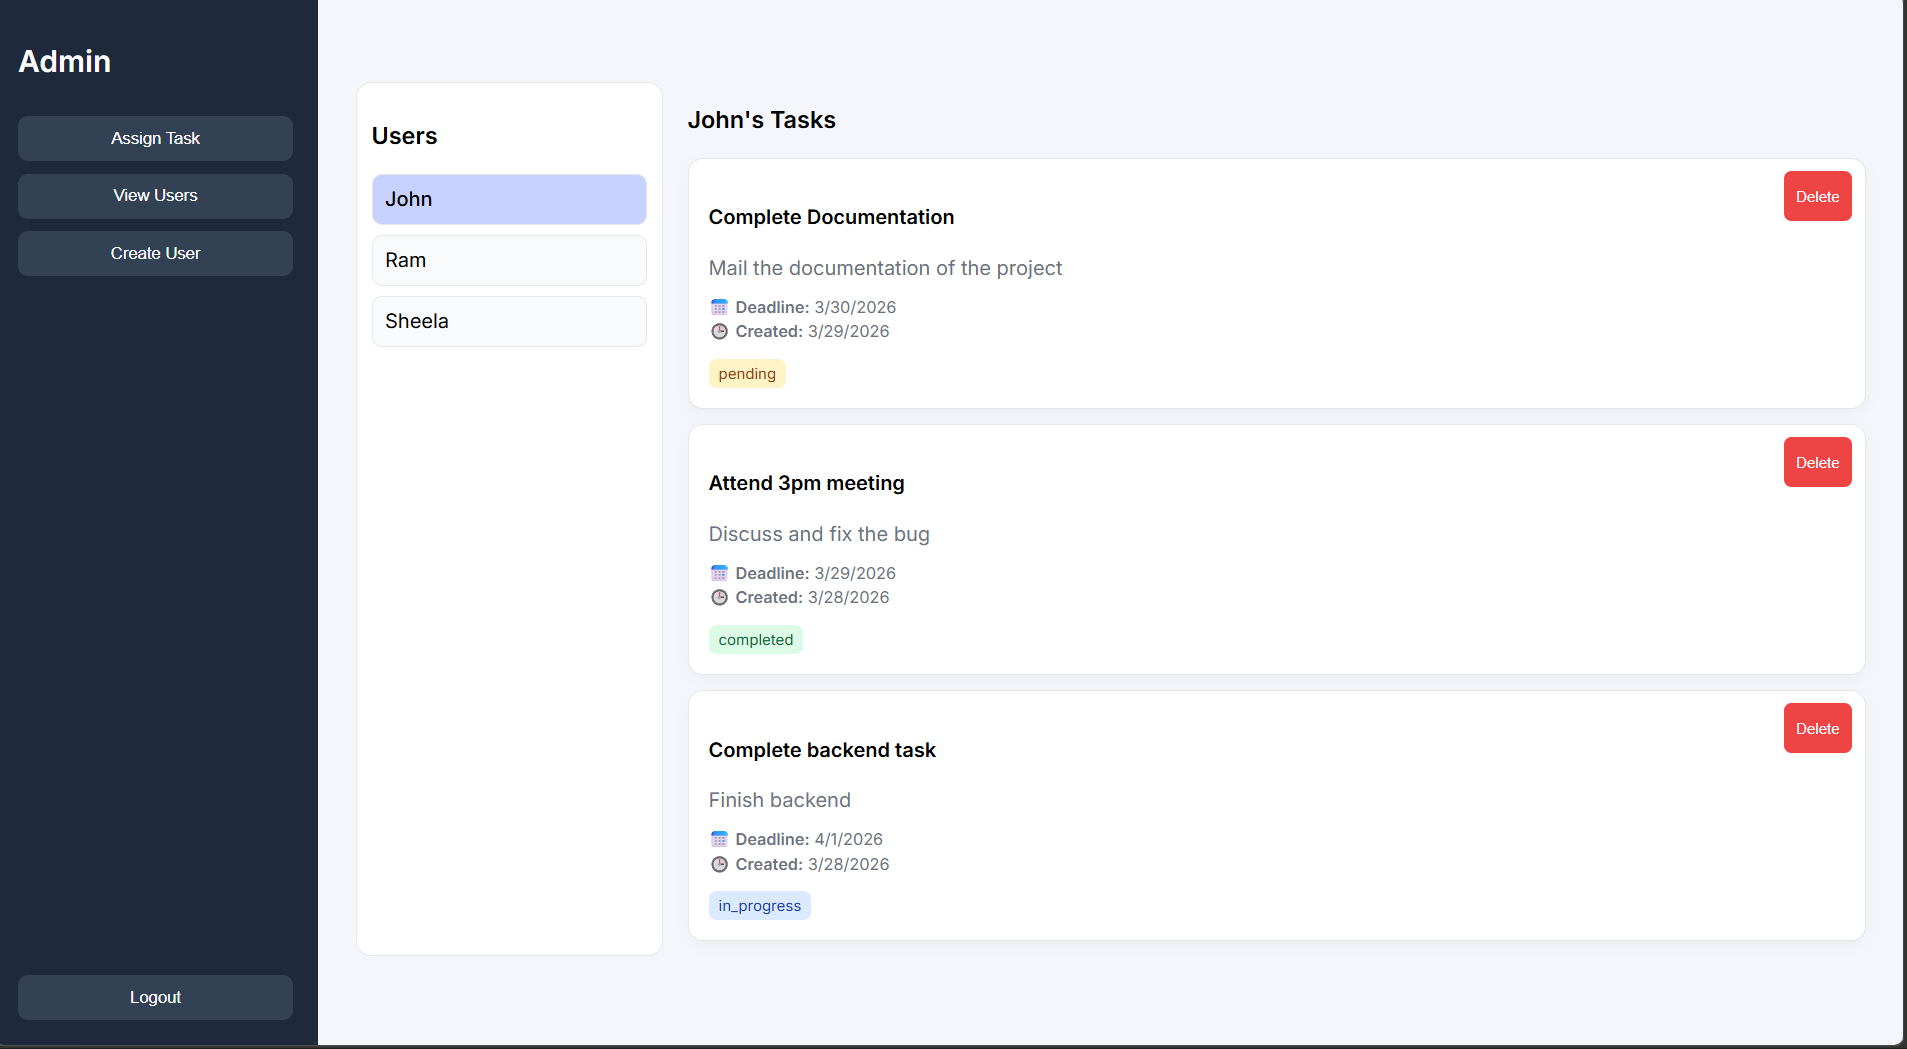 Admin
Assign Task
View Users
Create User
Logout
Users
John
Ram
Sheela
John's Tasks
Complete Documentation
Delete
Mail the documentation of the project
Deadline: 3/30/2026
Created: 3/29/2026
pending
Attend 3pm meeting
Delete
Discuss and fix the bug
Deadline: 3/29/2026
Created: 3/28/2026
completed
Complete backend task
Delete
Finish backend
Deadline: 4/1/2026
Created: 3/28/2026
in_progress